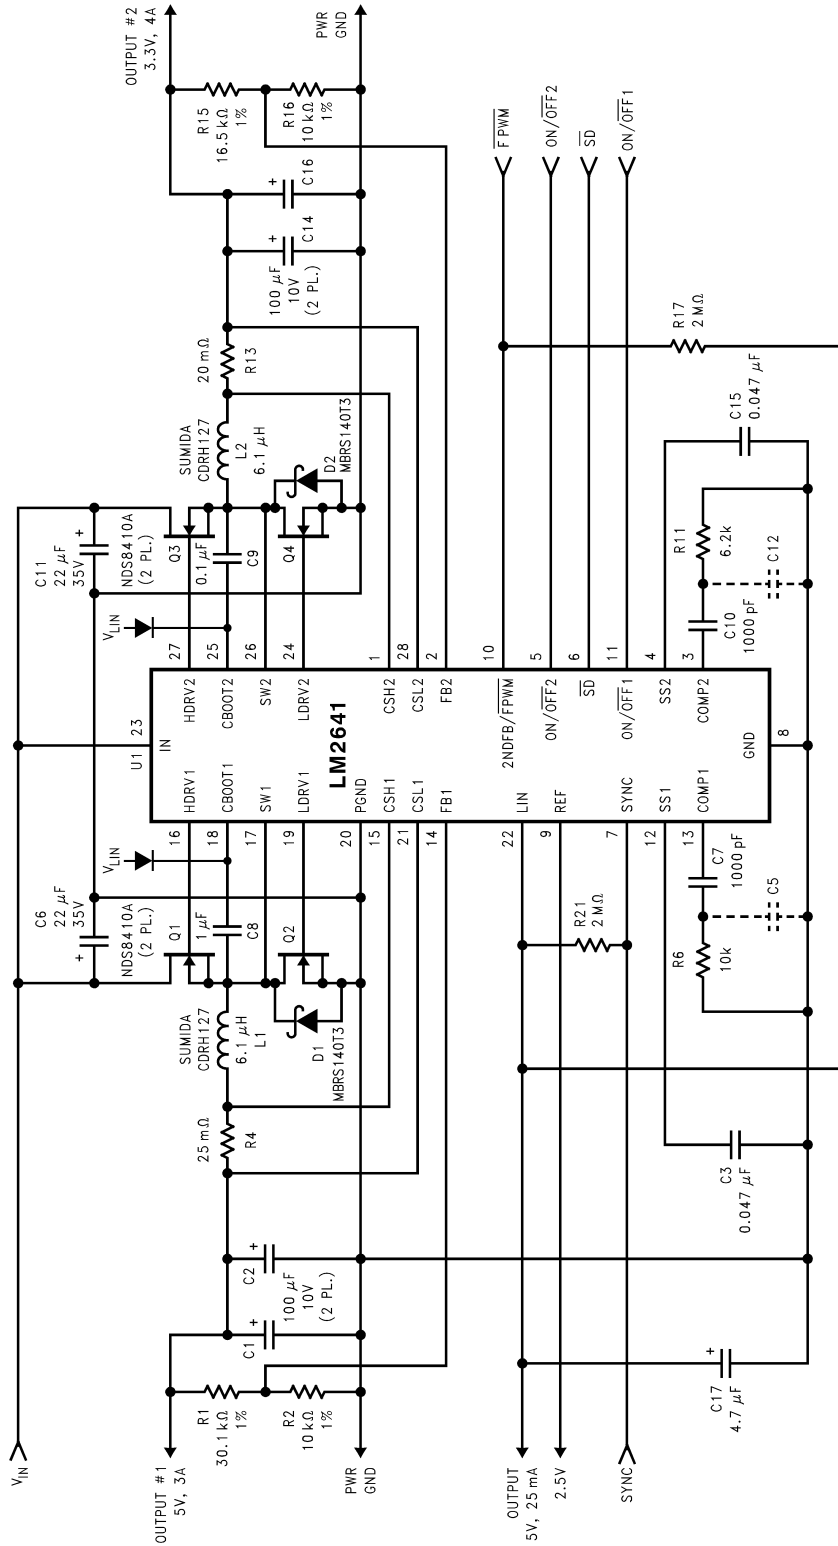 V_IN
OUTPUT #1
5V, 3A
R1
30.1 kΩ
1%
R2
10 kΩ
1%
PWR
GND
C1
+
C2
+
100 μF
10V
(2 PL.)
25 mΩ
R4
SUMIDA
CDRH127
6.1 μH
L1
D1
MBRS140T3
C6
22 μF
35V
+
NDS8410A
(2 PL.)
Q1
1 μF
C8
Q2
V_LIN
U1
23
IN
16
HDRV1
18
CBOOT1
17
SW1
19
LDRV1
20
PGND
15
CSH1
21
CSL1
14
FB1
22
LIN
9
REF
7
SYNC
12
SS1
13
COMP1
LM2641
8
GND
HDRV2
27
CBOOT2
25
SW2
26
LDRV2
24
CSH2
1
CSL2
28
FB2
2
2NDFB/F̅P̅W̅M̅
10
ON/O̅F̅F̅2
5
S̅D̅
6
ON/O̅F̅F̅1
11
SS2
4
COMP2
3
V_LIN
C11
22 μF
35V
+
NDS8410A
(2 PL.)
Q3
0.1 μF
C9
Q4
SUMIDA
CDRH127
L2
6.1 μH
D2
MBRS140T3
20 mΩ
R13
+
C14
100 μF
10V
(2 PL.)
+
C16
R15
16.5 kΩ
1%
R16
10 kΩ
1%
OUTPUT #2
3.3V, 4A
PWR
GND
F̅ ̅P̅W̅M̅
ON/O̅F̅F̅2
S̅D̅
ON/O̅F̅F̅1
R17
2 MΩ
C15
0.047 μF
R11
6.2k
C12
C10
1000 pF
C7
1000 pF
C5
R6
10k
R21
2 MΩ
C3
0.047 μF
+
C17
4.7 μF
OUTPUT
5V, 25 mA
2.5V
SYNC